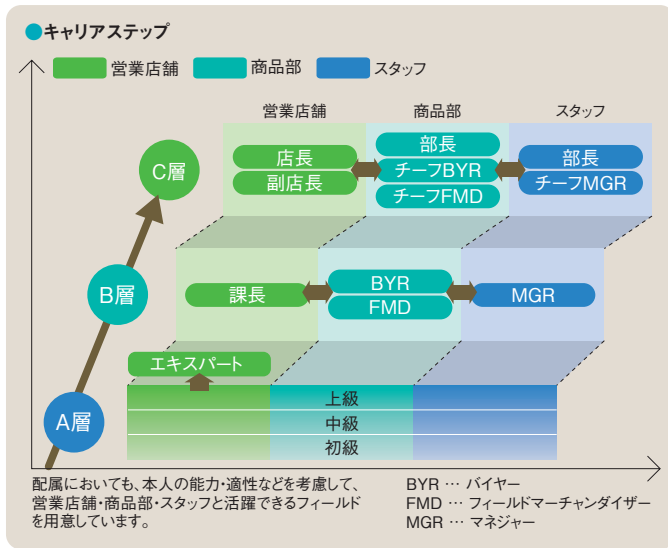 ●キャリアステップ
営業店舗 商品部 スタッフ
営業店舗 商品部 スタッフ
C層
店長
副店長
部長
チーフBYR
チーフFMD
部長
チーフMGR
B層
課長
BYR
FMD
MGR
エキスパート
A層
上級
中級
初級
配属においても、本人の能力・適性などを考慮して、
営業店舗・商品部・スタッフと活躍できるフィールド
を用意しています。
BYR … バイヤー
FMD … フィールドマーチャンダイザー
MGR … マネジャー